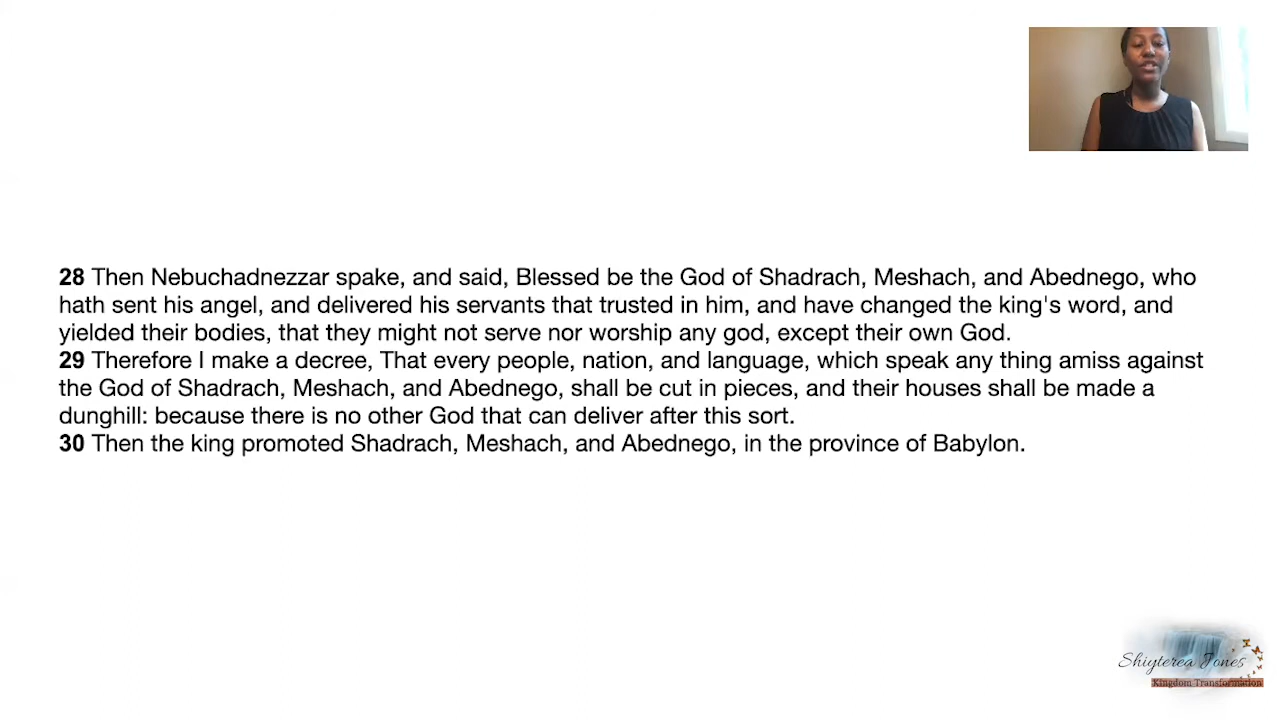 28 Then Nebuchadnezzar spake, and said, Blessed be the God of Shadrach, Meshach, and Abednego, who
hath sent his angel, and delivered his servants that trusted in him, and have changed the king's word, and
yielded their bodies, that they might not serve nor worship any god, except their own God.
29 Therefore I make a decree, That every people, nation, and language, which speak any thing amiss against
the God of Shadrach, Meshach, and Abednego, shall be cut in pieces, and their houses shall be made a
dunghill: because there is no other God that can deliver after this sort.
30 Then the king promoted Shadrach, Meshach, and Abednego, in the province of Babylon.
Shiyterea Jones
Kingdom Transformation